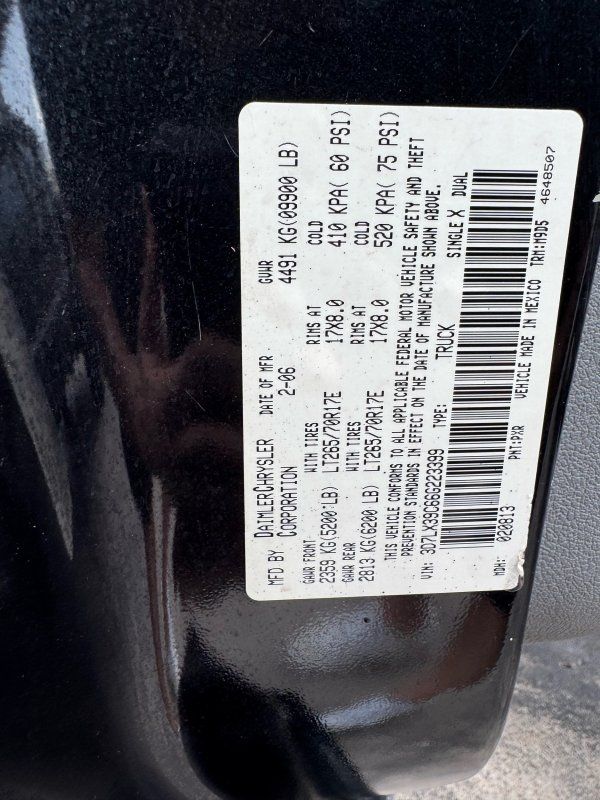 MFD BY: DAIMLERCHRYSLER CORPORATION DATE OF MFR 2-06 GVWR 4491 KG(09900 LB)
GAWR FRONT WITH TIRES RIMS AT COLD
2359 KG(5200 LB) LT265/70R17E 17X8.0 410 KPA( 60 PSI)
GAWR REAR WITH TIRES RIMS AT COLD
2813 KG(6200 LB) LT265/70R17E 17X8.0 520 KPA( 75 PSI)
THIS VEHICLE CONFORMS TO ALL APPLICABLE FEDERAL MOTOR VEHICLE SAFETY AND THEFT
PREVENTION STANDARDS IN EFFECT ON THE DATE OF MANUFACTURE SHOWN ABOVE.
VIN: 3D7LX39C66G223399 TYPE: TRUCK SINGLE X DUAL
MDH: 020813 PNT: PXR VEHICLE MADE IN MEXICO TRM: M9D5
4648507